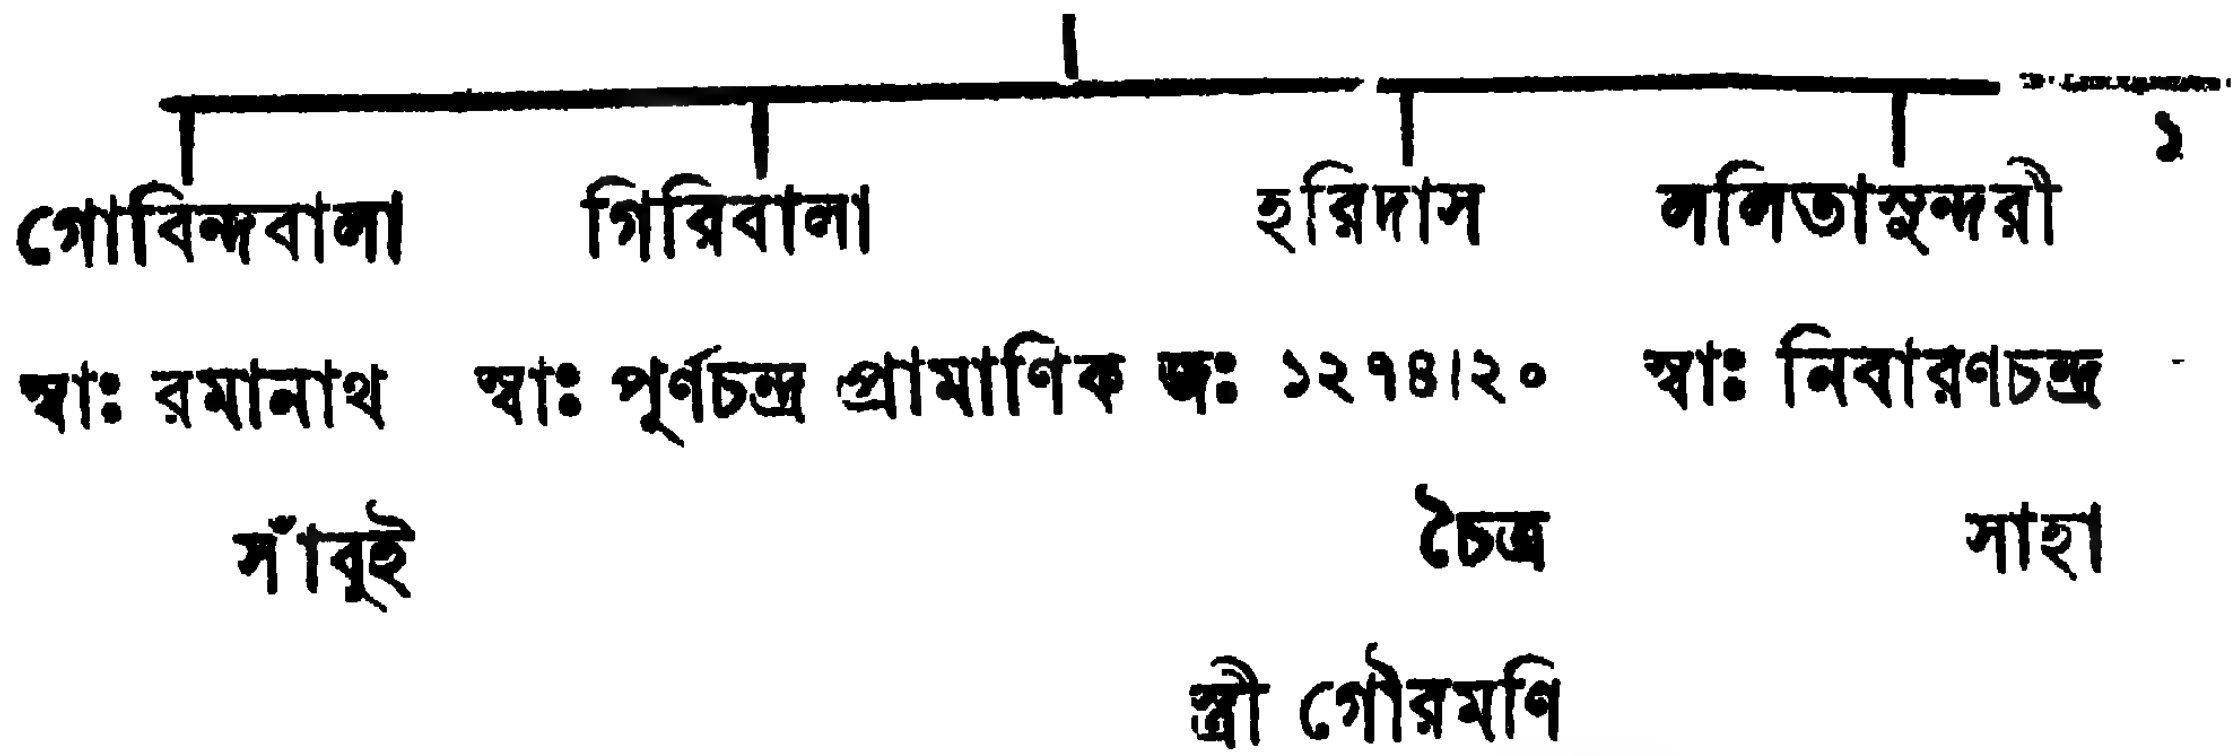 ১
গোবিন্দবালা গিরিবালা হরিদাস ললিতাসুন্দরী
স্বাঃ রমানাথ স্বাঃ পূর্ণচন্দ্র প্রামাণিক জঃ ১২৭৪।২০ স্বাঃ নিবারণচন্দ্র
সাঁবুই চৈত্র সাহা
স্ত্রী গৌরমণি